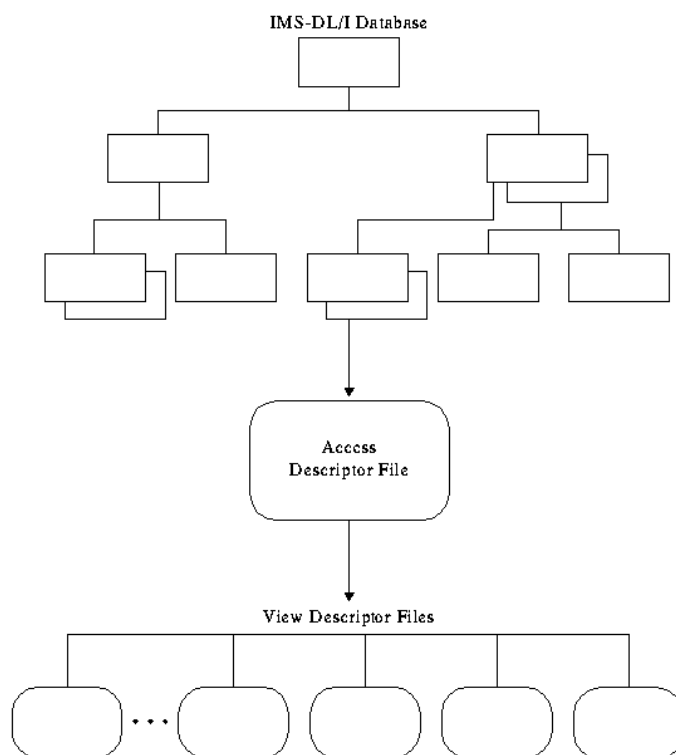 IMS-DL/I Database
Access
Descriptor File
View Descriptor Files
...